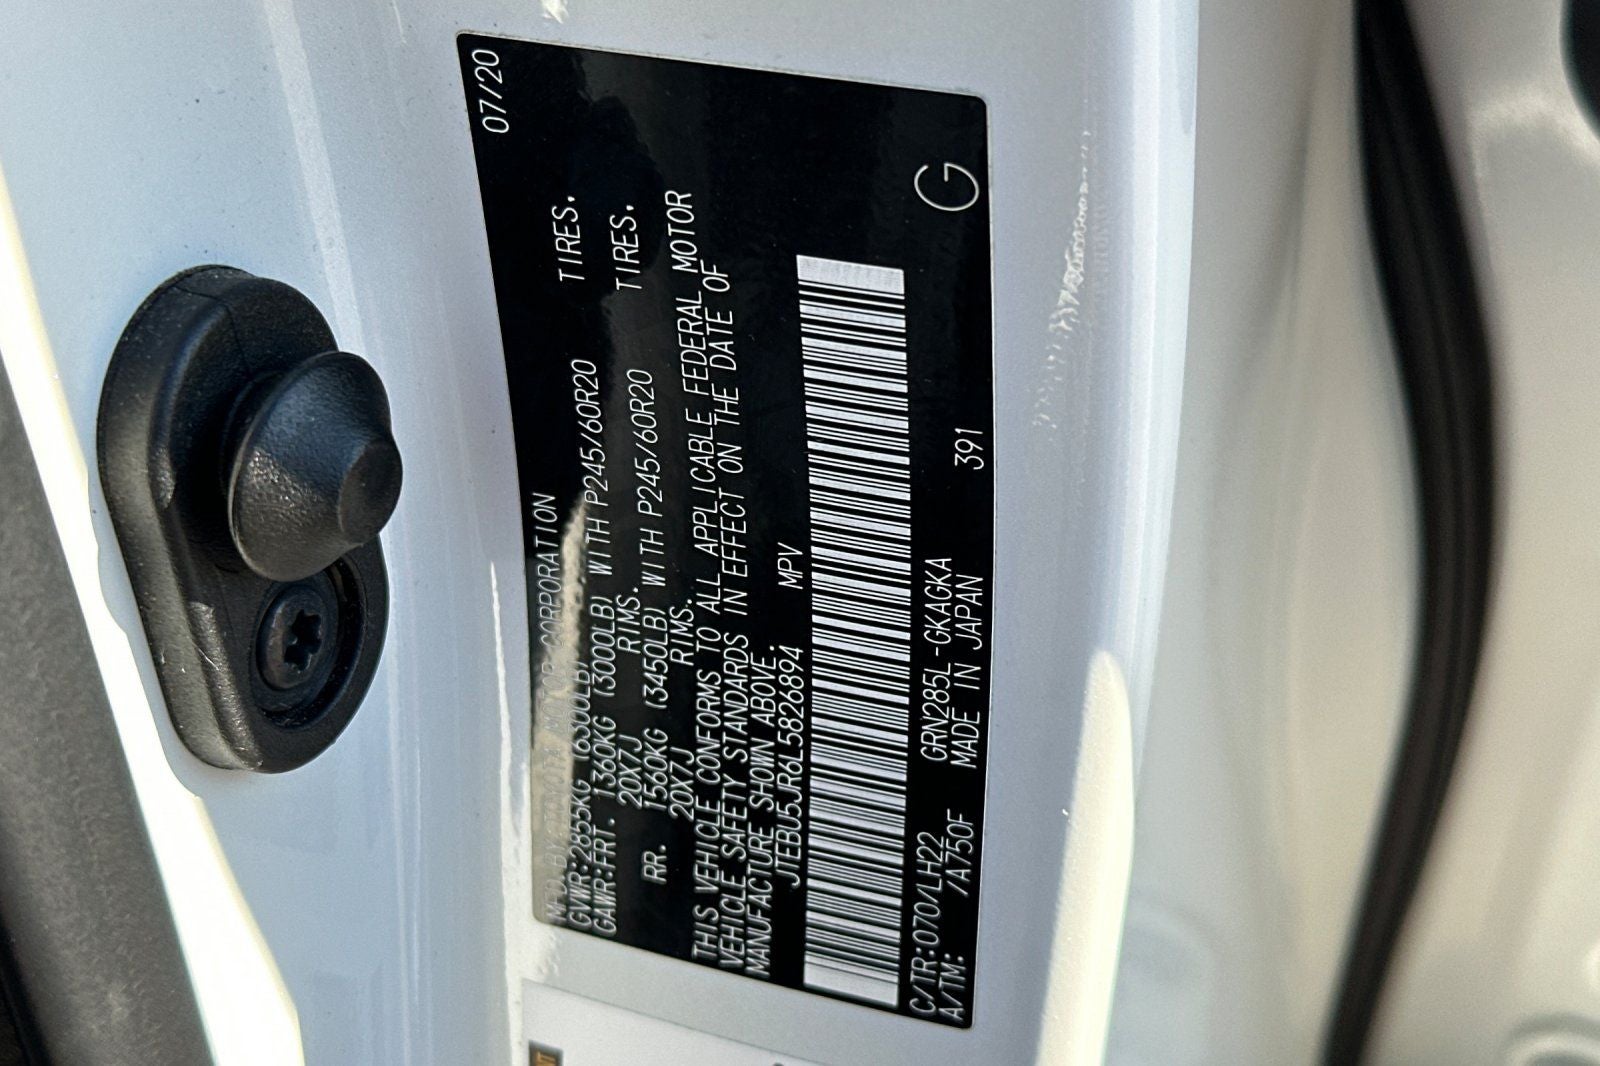 MFD. BY: TOYOTA MOTOR CORPORATION 07/20
GVWR:2855KG (6300LB)
GAWR:FRT. 1360KG (3000LB) WITH P245/60R20 TIRES.
20X7J RIMS.
RR. 1560KG (3450LB) WITH P245/60R20 TIRES.
20X7J RIMS.
THIS VEHICLE CONFORMS TO ALL APPLICABLE FEDERAL MOTOR
VEHICLE SAFETY STANDARDS IN EFFECT ON THE DATE OF
MANUFACTURE SHOWN ABOVE.
JTEBU5JR6L5826894 MPV
G
C/TR:070/LH22 GRN285L-GKAGKA 391
A/TM: /A750F MADE IN JAPAN